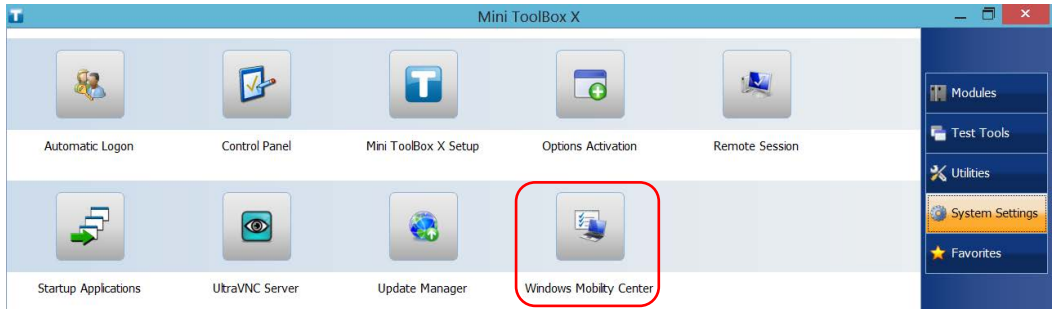 Mini ToolBox X
Automatic Logon
Control Panel
Mini ToolBox X Setup
Options Activation
Remote Session
Startup Applications
UltraVNC Server
Update Manager
Windows Mobility Center
Modules
Test Tools
Utilities
System Settings
Favorites